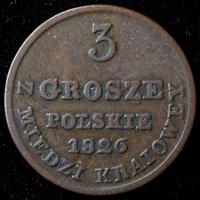 3
GROSZE
POLSKIE
1826
Z MIEDZI KRAIOWEY